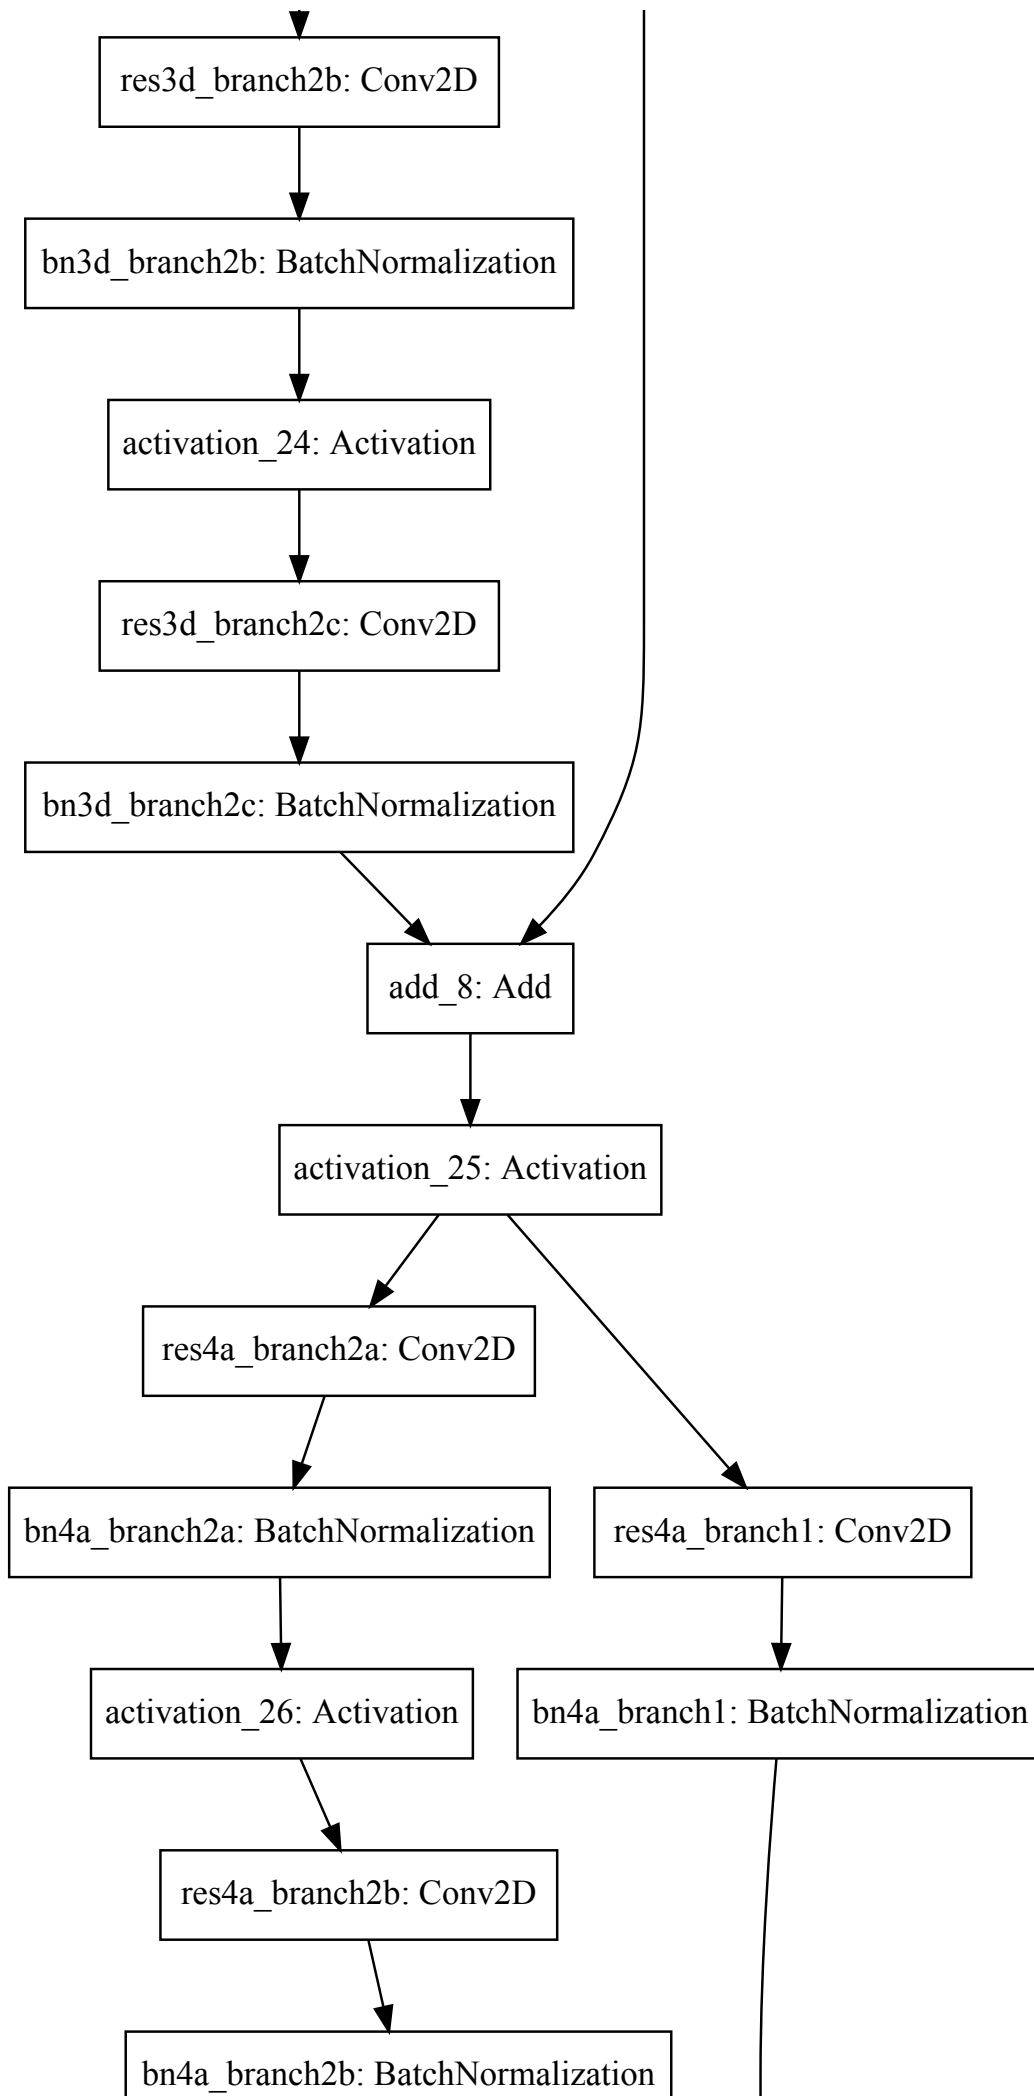 res3d_branch2b: Conv2D
bn3d_branch2b: BatchNormalization
activation_24: Activation
res3d_branch2c: Conv2D
bn3d_branch2c: BatchNormalization
add_8: Add
activation_25: Activation
res4a_branch2a: Conv2D
bn4a_branch2a: BatchNormalization
res4a_branch1: Conv2D
activation_26: Activation
bn4a_branch1: BatchNormalization
res4a_branch2b: Conv2D
bn4a_branch2b: BatchNormalization